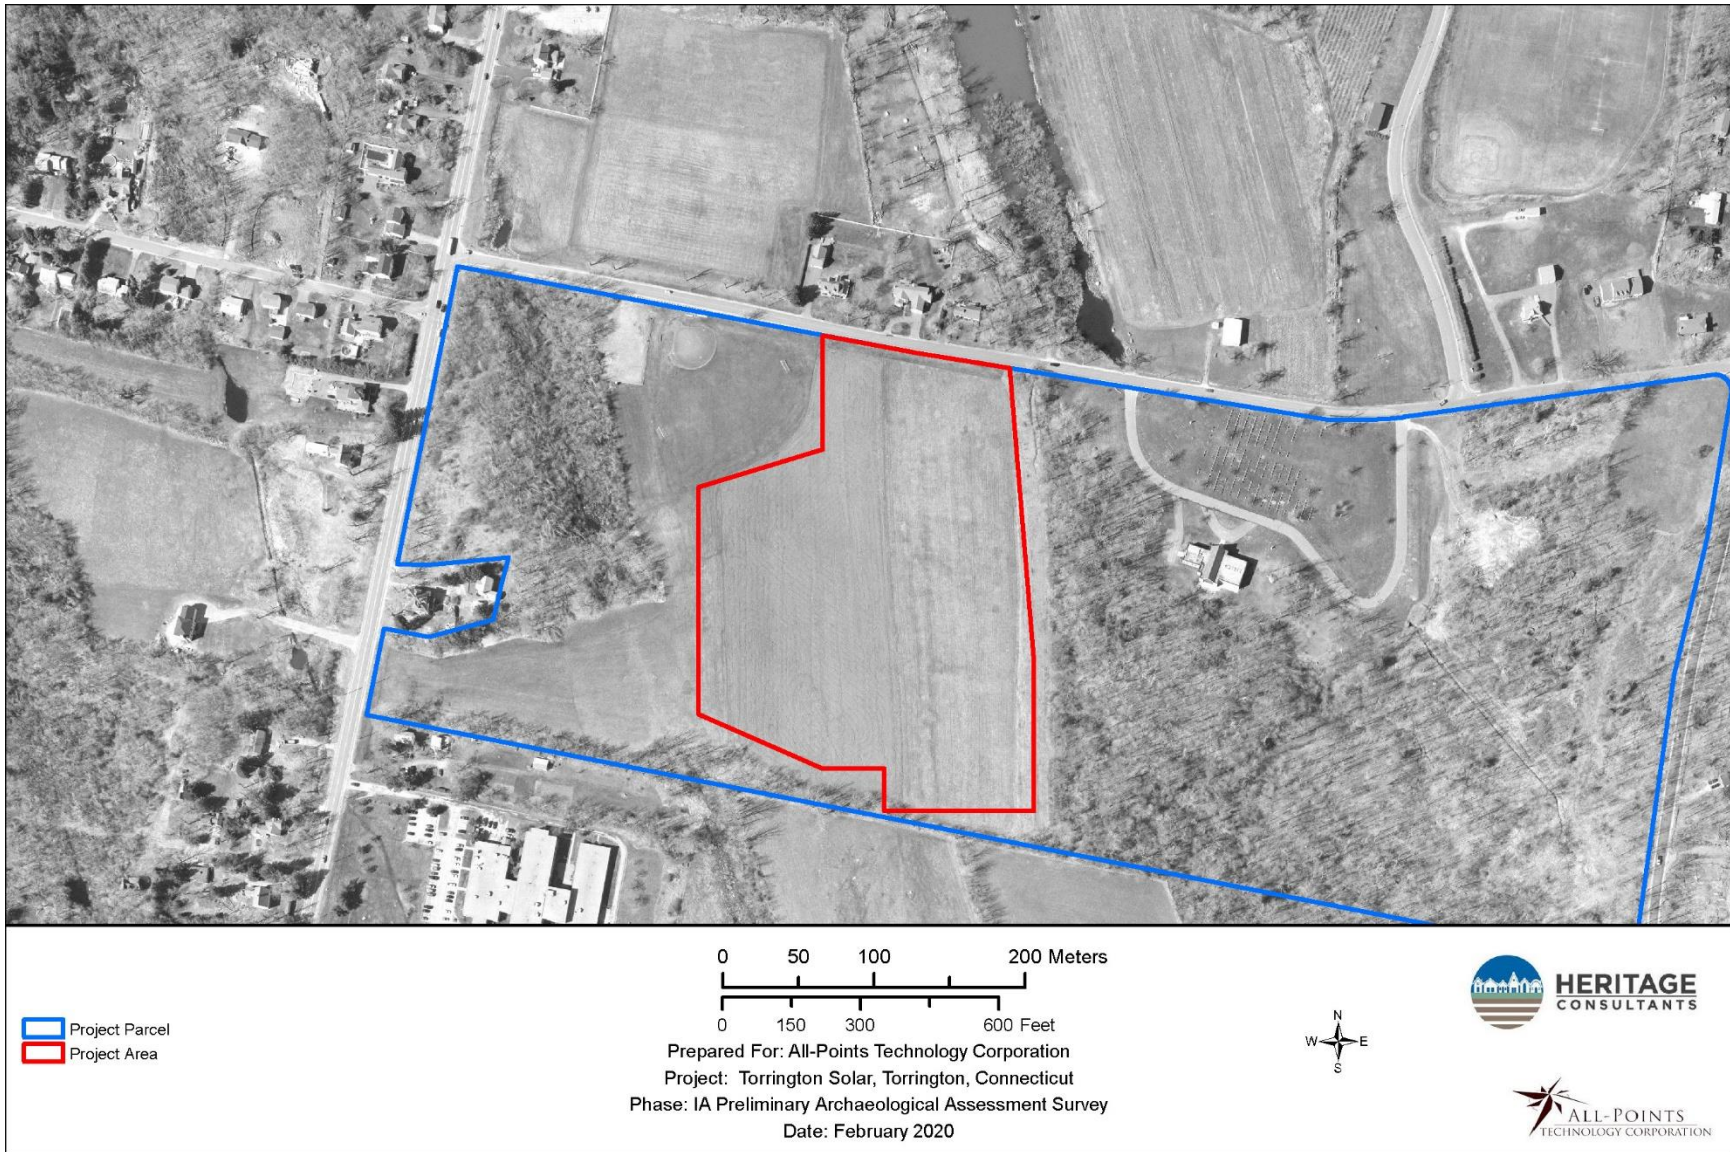 0 50 100 200 Meters
0 150 300 600 Feet
Project Parcel
Project Area
Prepared For: All-Points Technology Corporation
Project: Torrington Solar, Torrington, Connecticut
Phase: IA Preliminary Archaeological Assessment Survey
Date: February 2020
N
W E
S
HERITAGE
CONSULTANTS
ALL-POINTS
TECHNOLOGY CORPORATION